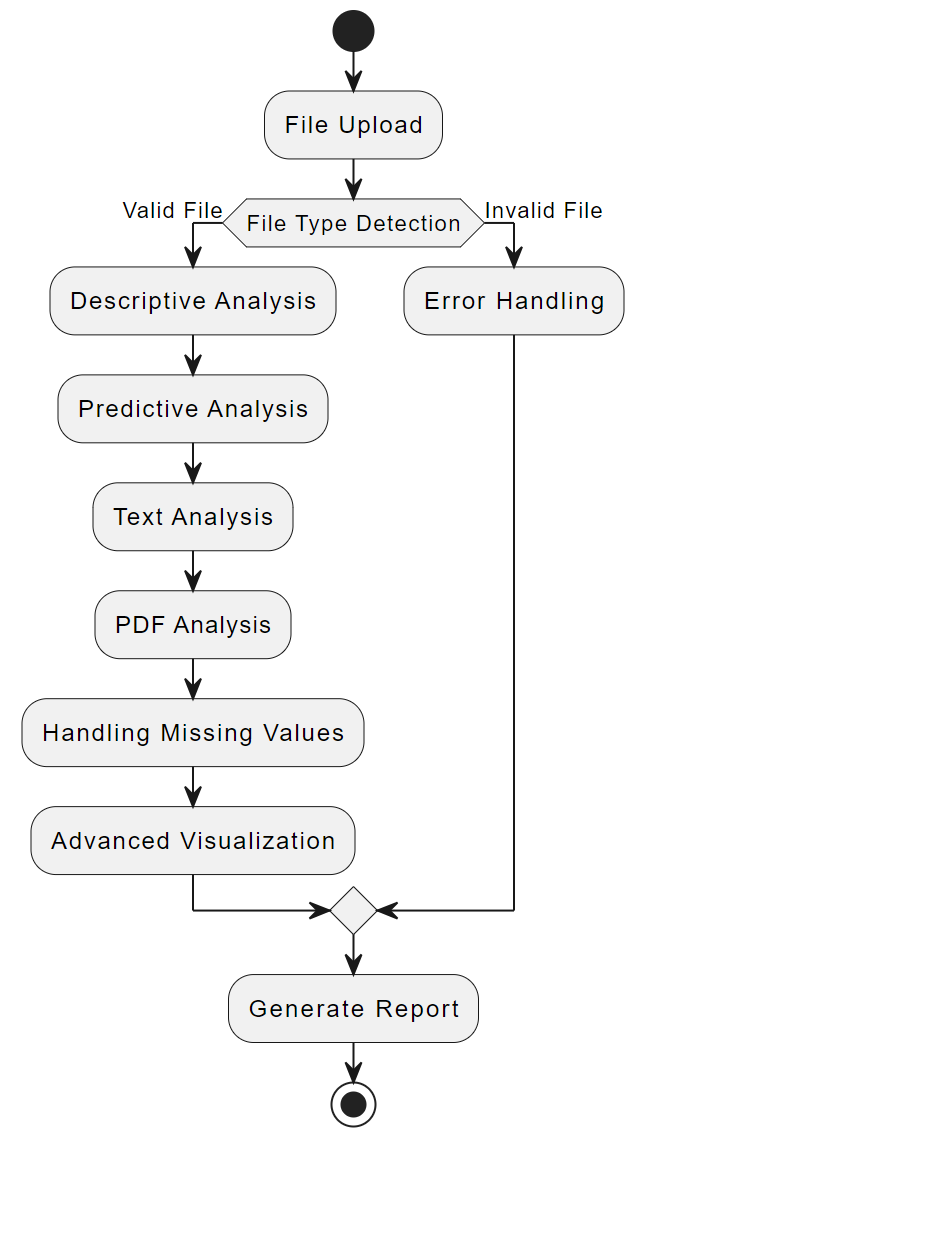 File Upload
Valid File
File Type Detection
Invalid File
Descriptive Analysis
Error Handling
Predictive Analysis
Text Analysis
PDF Analysis
Handling Missing Values
Advanced Visualization
Generate Report